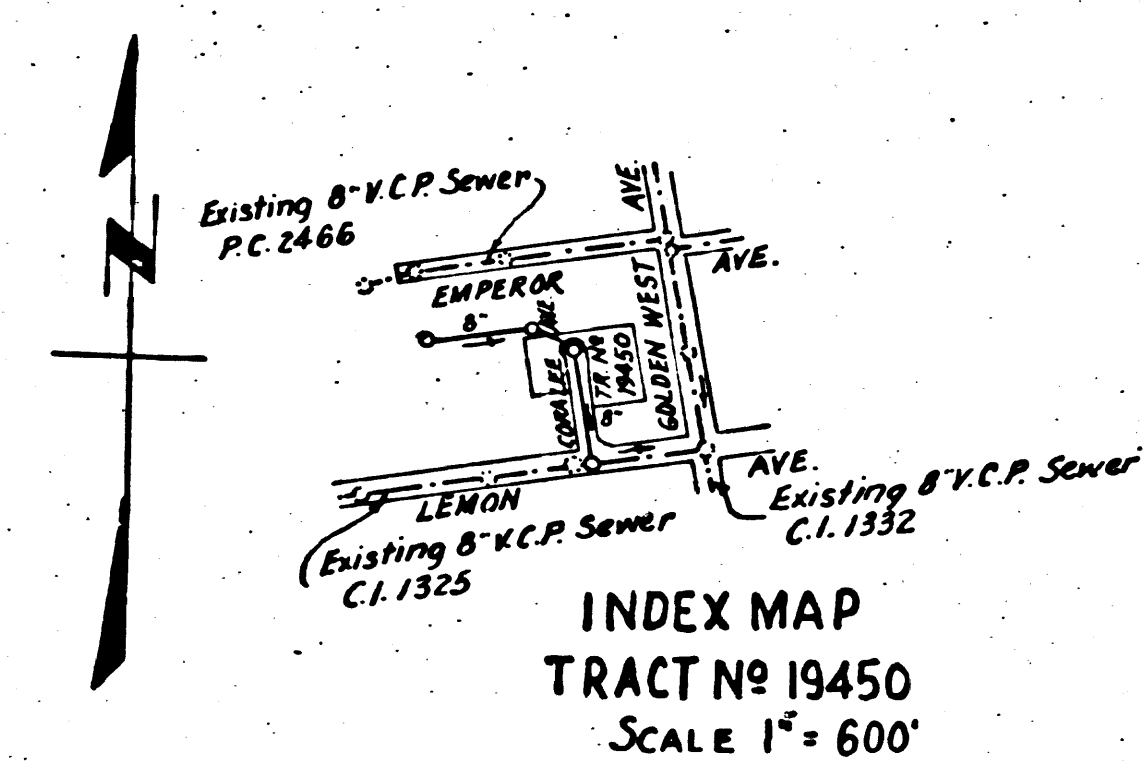 N
Existing 8" V.C.P. Sewer
P.C. 2466
AVE.
AVE.
EMPEROR
8"
AVE.
GOLDEN WEST
TR. Nº
19450
CORALEE
8"
AVE.
LEMON
Existing 8" V.C.P. Sewer
C.I. 1332
Existing 8" V.C.P. Sewer
C.I. 1325
INDEX MAP
TRACT Nº 19450
SCALE 1" = 600'